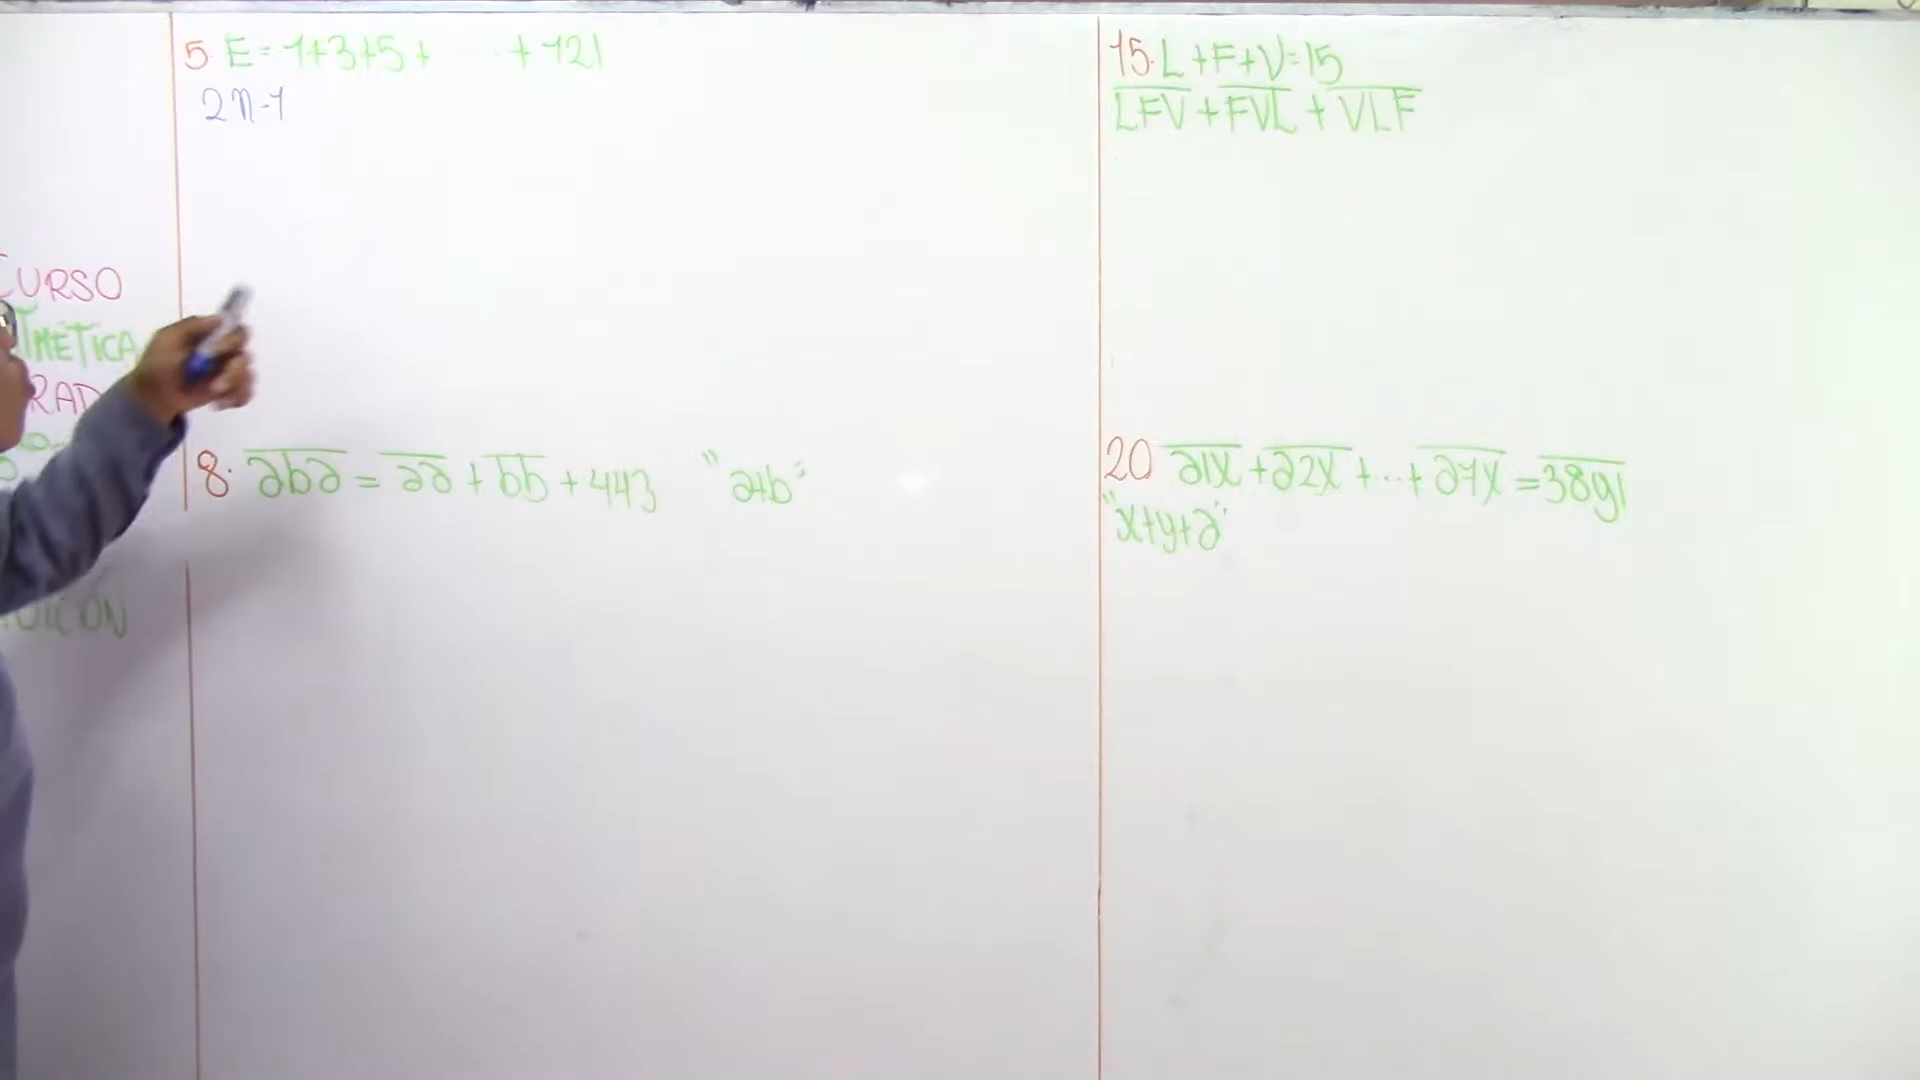 CURSO
5. E=1+3+5+ ... +121
2n-1
8. aba = aa + bb + 443 "a+b"
15. L+F+V=15
LFV + FVL + VLF
20 a1x + a2x + ... + a7x = 38y1
"x+y+a"